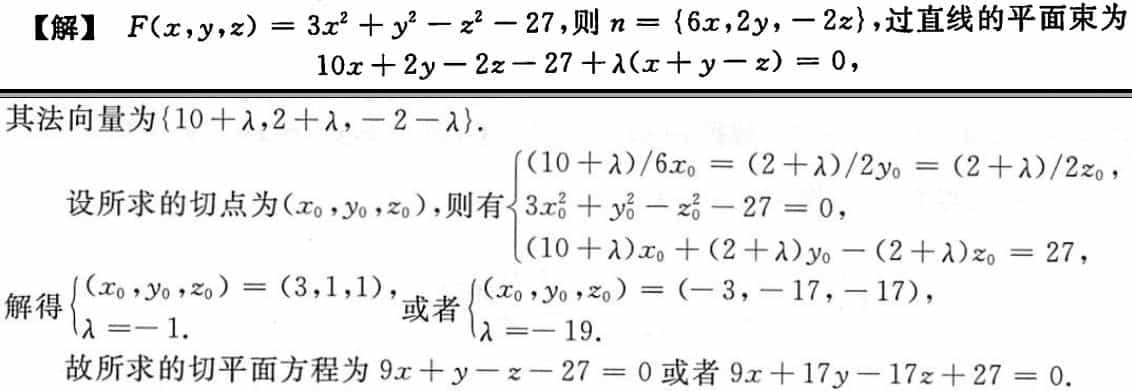 【解】 F(x,y,z) = 3x² + y² − z² − 27,则 n = {6x,2y,−2z},过直线的平面束为
10x + 2y − 2z − 27 + λ(x + y − z) = 0,
其法向量为{10 + λ,2 + λ,−2 − λ}.
设所求的切点为(x₀,y₀,z₀),则有{(10 + λ)/6x₀ = (2 + λ)/2y₀ = (2 + λ)/2z₀,
3x₀² + y₀² − z₀² − 27 = 0,
(10 + λ)x₀ + (2 + λ)y₀ − (2 + λ)z₀ = 27,
解得{(x₀,y₀,z₀) = (3,1,1), λ = − 1. 或者{(x₀,y₀,z₀) = (− 3,− 17,− 17), λ = − 19.
故所求的切平面方程为 9x + y − z − 27 = 0 或者 9x + 17y − 17z + 27 = 0.